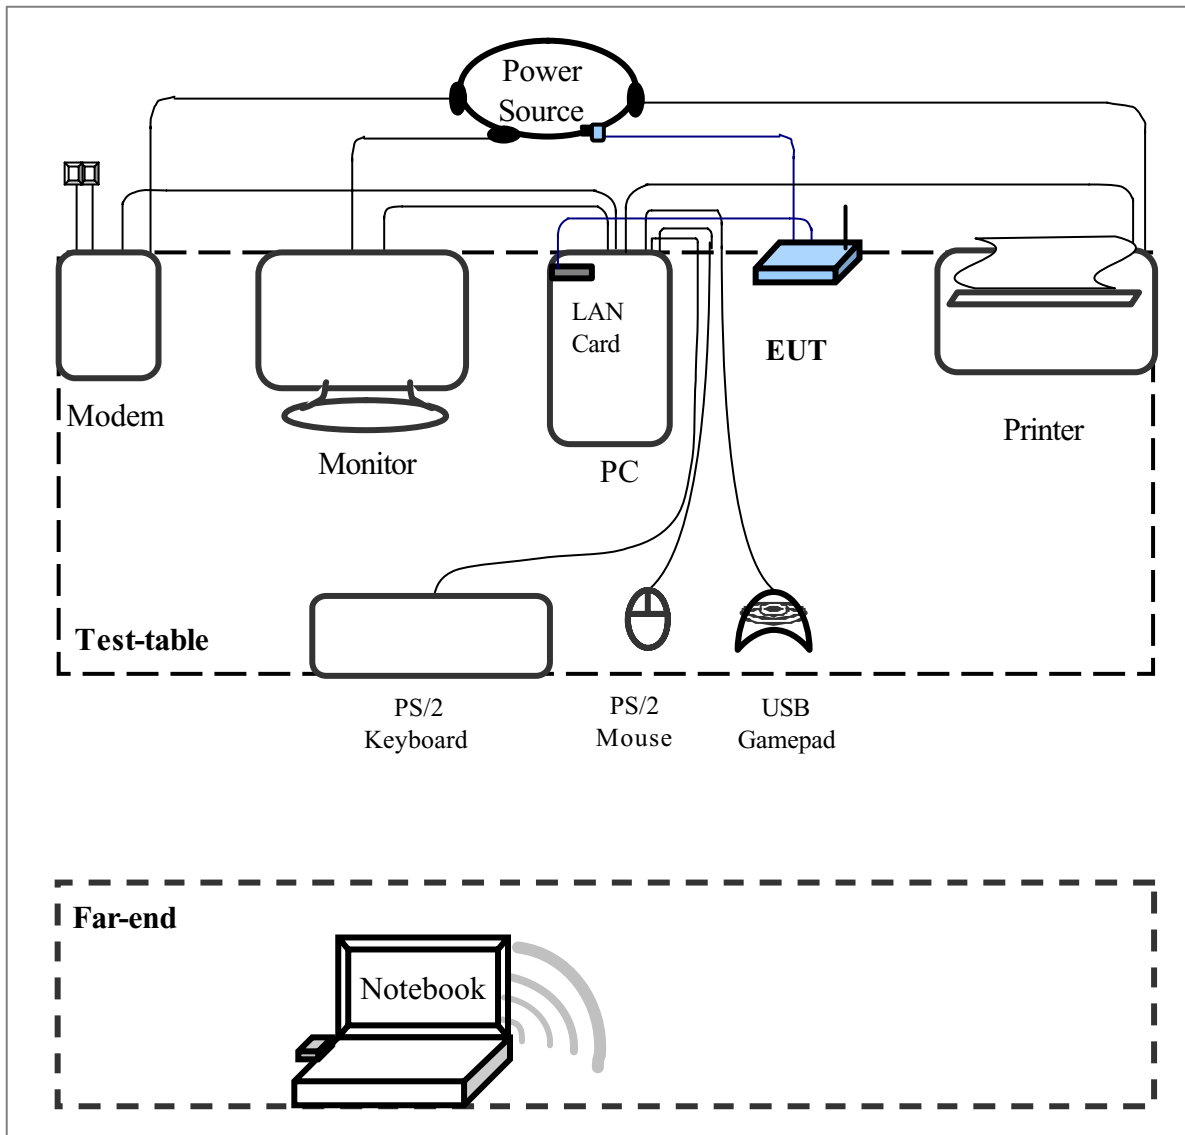 Power
Source
LAN
Card
EUT
Modem
Monitor
PC
Printer
Test-table
PS/2
Keyboard
PS/2
Mouse
USB
Gamepad
Far-end
Notebook